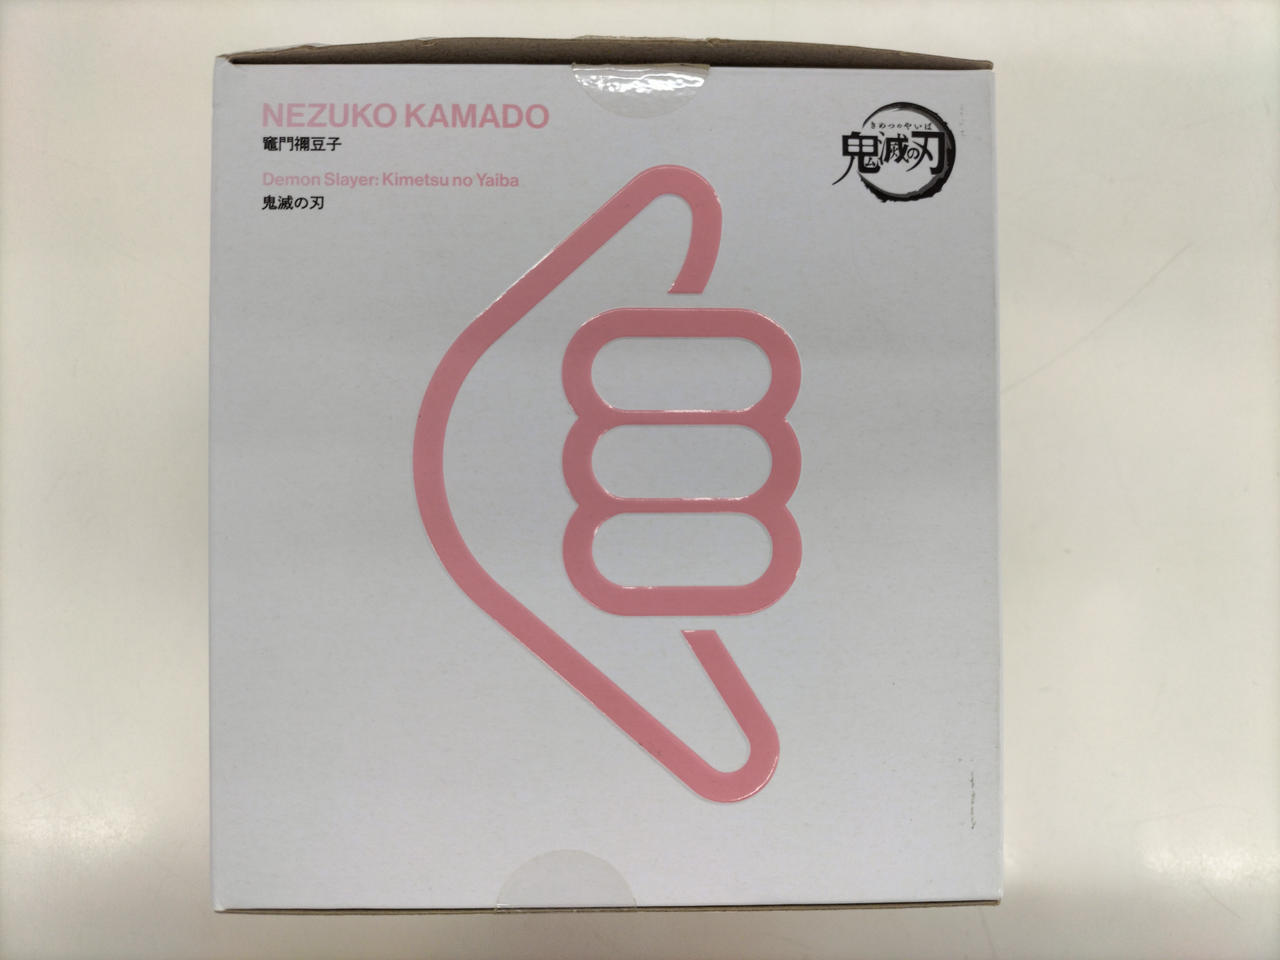 NEZUKO KAMADO
竈門禰豆子
Demon Slayer: Kimetsu no Yaiba
鬼滅の刃
きめつのやいば
鬼滅の刃